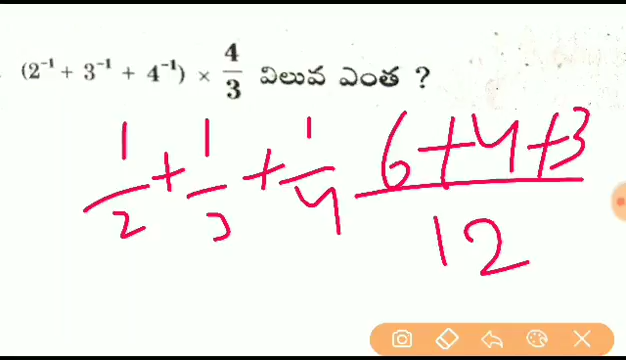 (2⁻¹ + 3⁻¹ + 4⁻¹) × 4/3 విలువ ఎంత ?
1/2 + 1/3 + 1/4 6+4+3/12